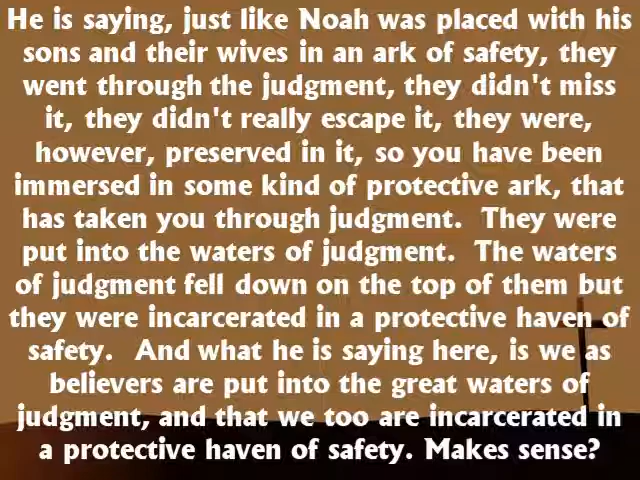 He is saying, just like Noah was placed with his
sons and their wives in an ark of safety, they
went through the judgment, they didn't miss
it, they didn't really escape it, they were,
however, preserved in it, so you have been
immersed in some kind of protective ark, that
has taken you through judgment.  They were
put into the waters of judgment.  The waters
of judgment fell down on the top of them but
they were incarcerated in a protective haven of
safety.  And what he is saying here, is we as
believers are put into the great waters of
judgment, and that we too are incarcerated in
a protective haven of safety. Makes sense?